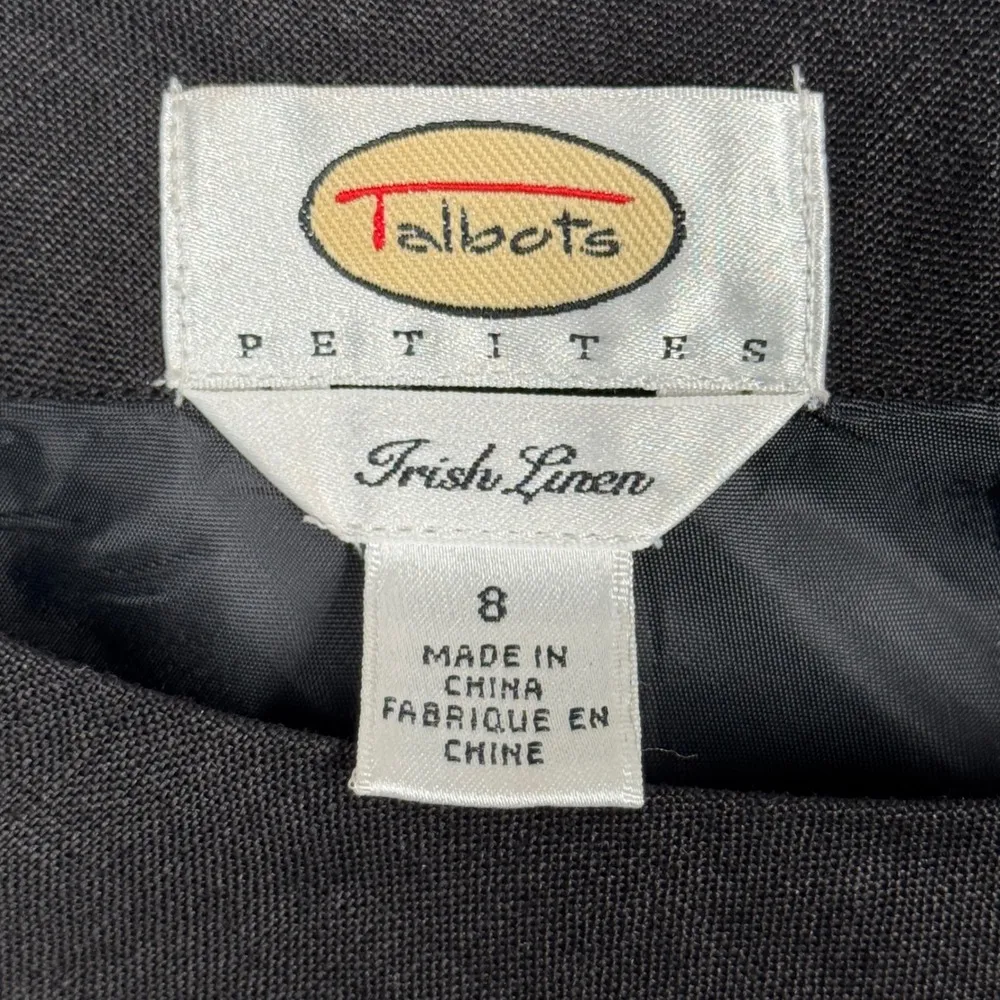 Talbots
PETITES
Irish Linen
8
MADE IN
CHINA
FABRIQUE EN
CHINE